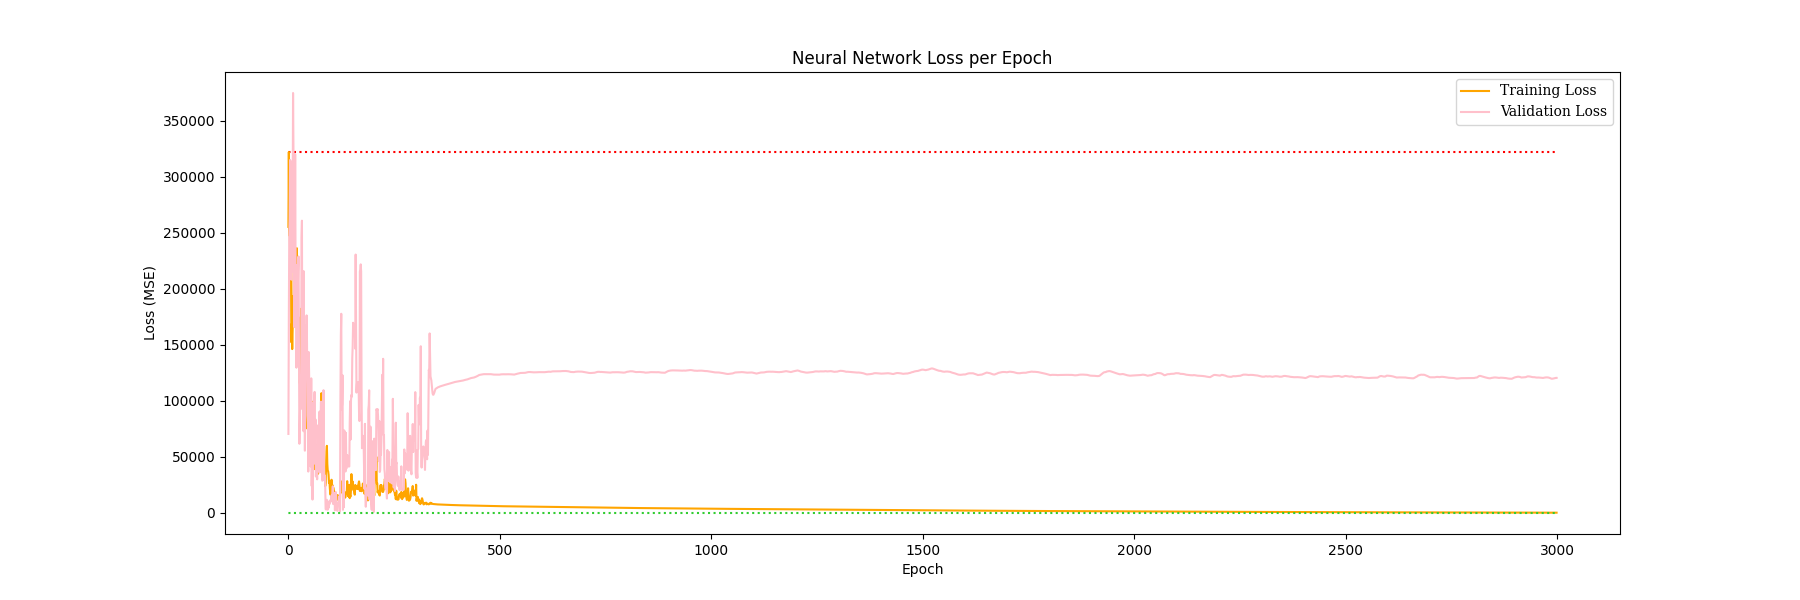 Neural Network Loss per Epoch
Training Loss
Validation Loss
350000
300000
250000
200000
150000
100000
50000
0
Loss (MSE)
0 500 1000 1500 2000 2500 3000
Epoch